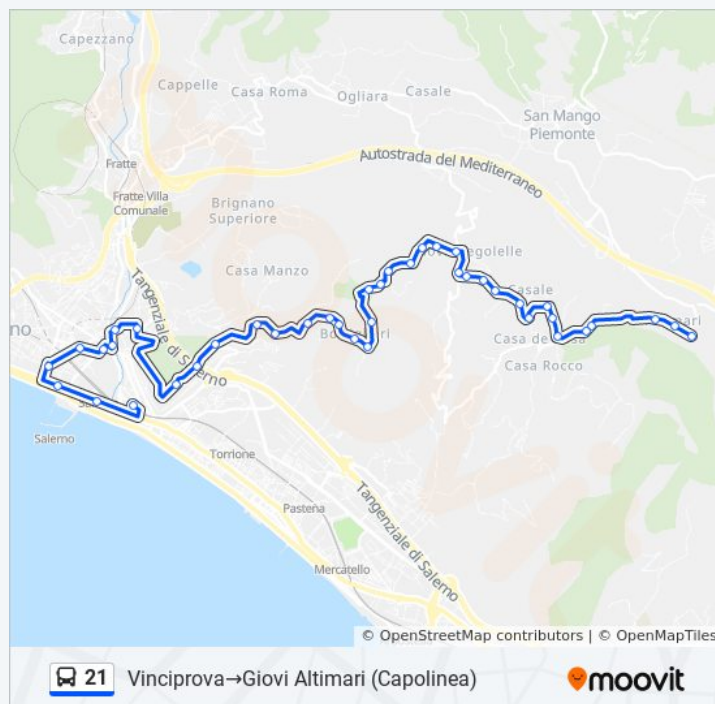 Capezzano
Cappelle
Casa Roma
Ogliara
Casale
San Mango
Piemonte
Fratte
Autostrada del Mediterraneo
Fratte Villa
Comunale
Brignano
Superiore
Casa Manzo
Tangenziale di Salerno
Casale
Casa Rocco
Salerno
Torrione
Pastena
Tangenziale di Salerno
Mercatello
© OpenStreetMap contributors | © OpenMapTiles
21 Vinciprova→Giovi Altimari (Capolinea)
moovit